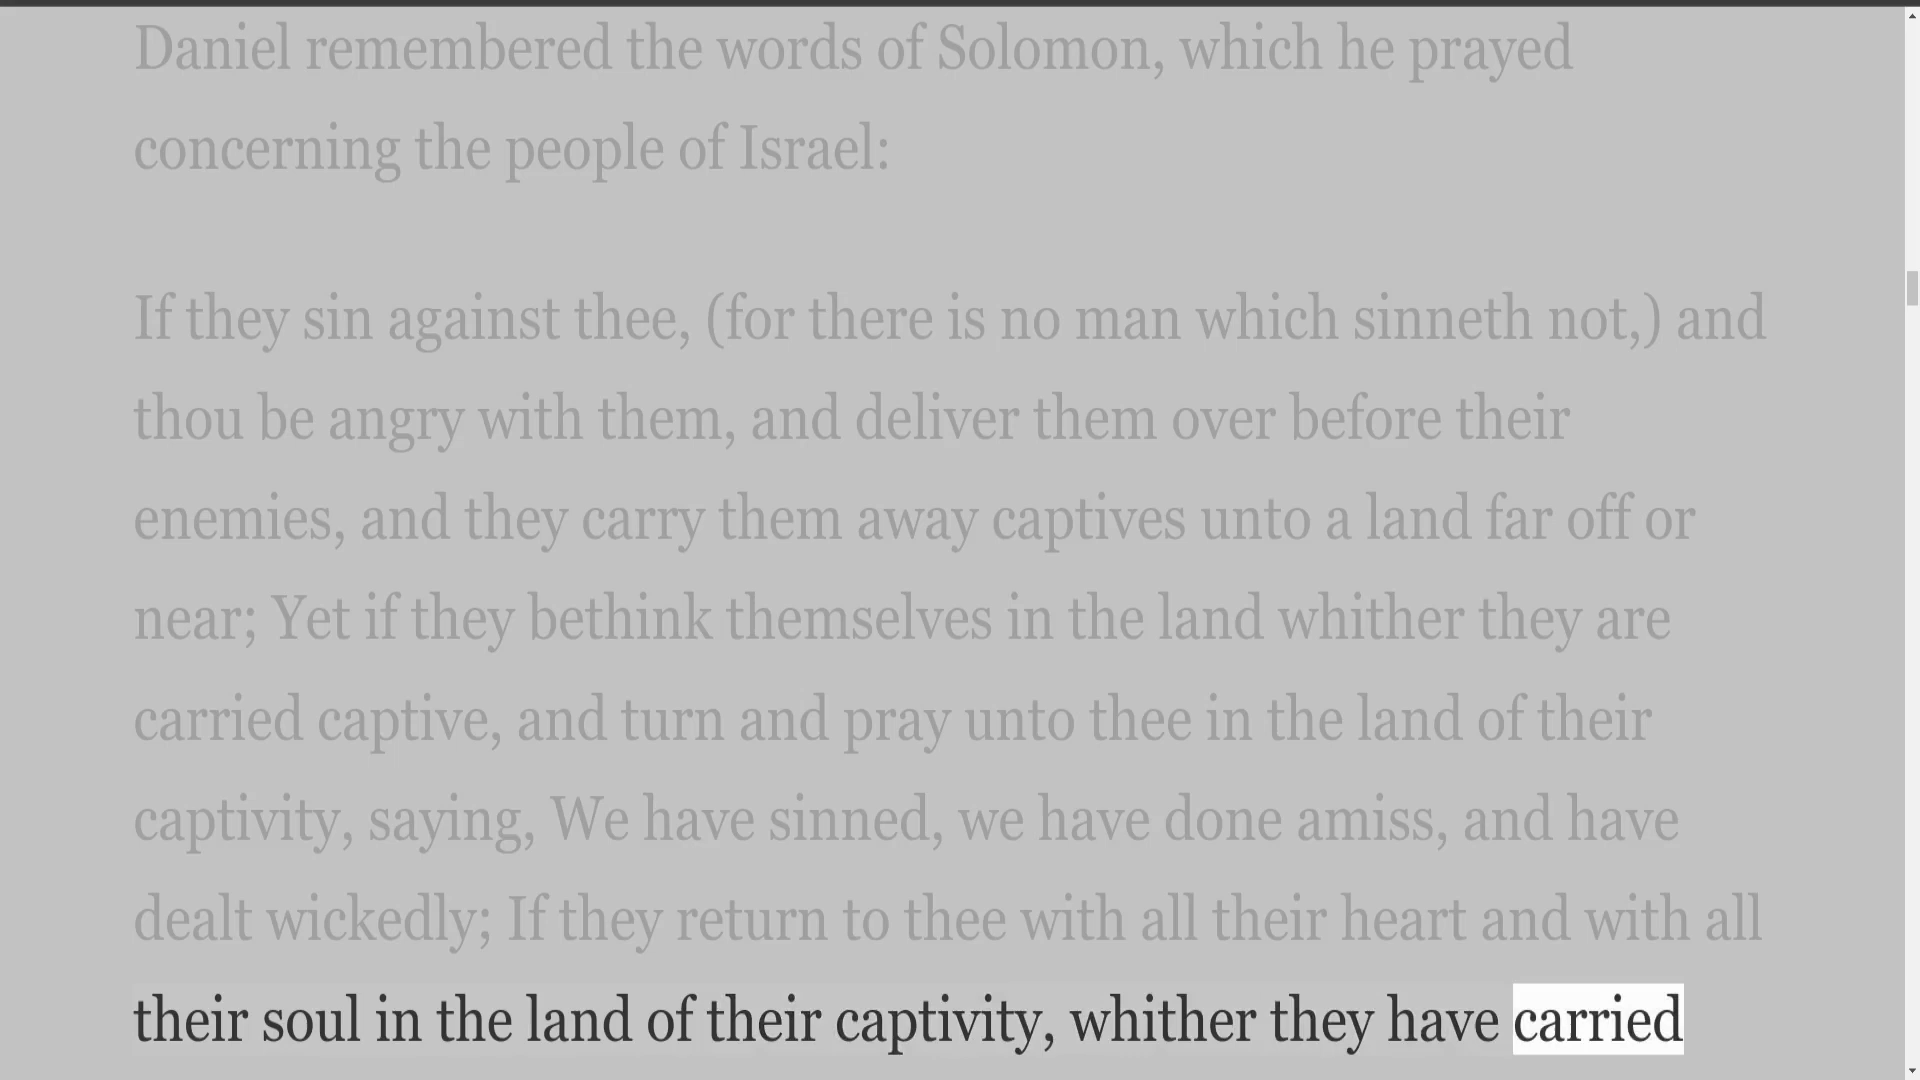 Daniel remembered the words of Solomon, which he prayed
concerning the people of Israel:
If they sin against thee, (for there is no man which sinneth not,) and
thou be angry with them, and deliver them over before their
enemies, and they carry them away captives unto a land far off or
near; Yet if they bethink themselves in the land whither they are
carried captive, and turn and pray unto thee in the land of their
captivity, saying, We have sinned, we have done amiss, and have
dealt wickedly; If they return to thee with all their heart and with all
their soul in the land of their captivity, whither they have carried